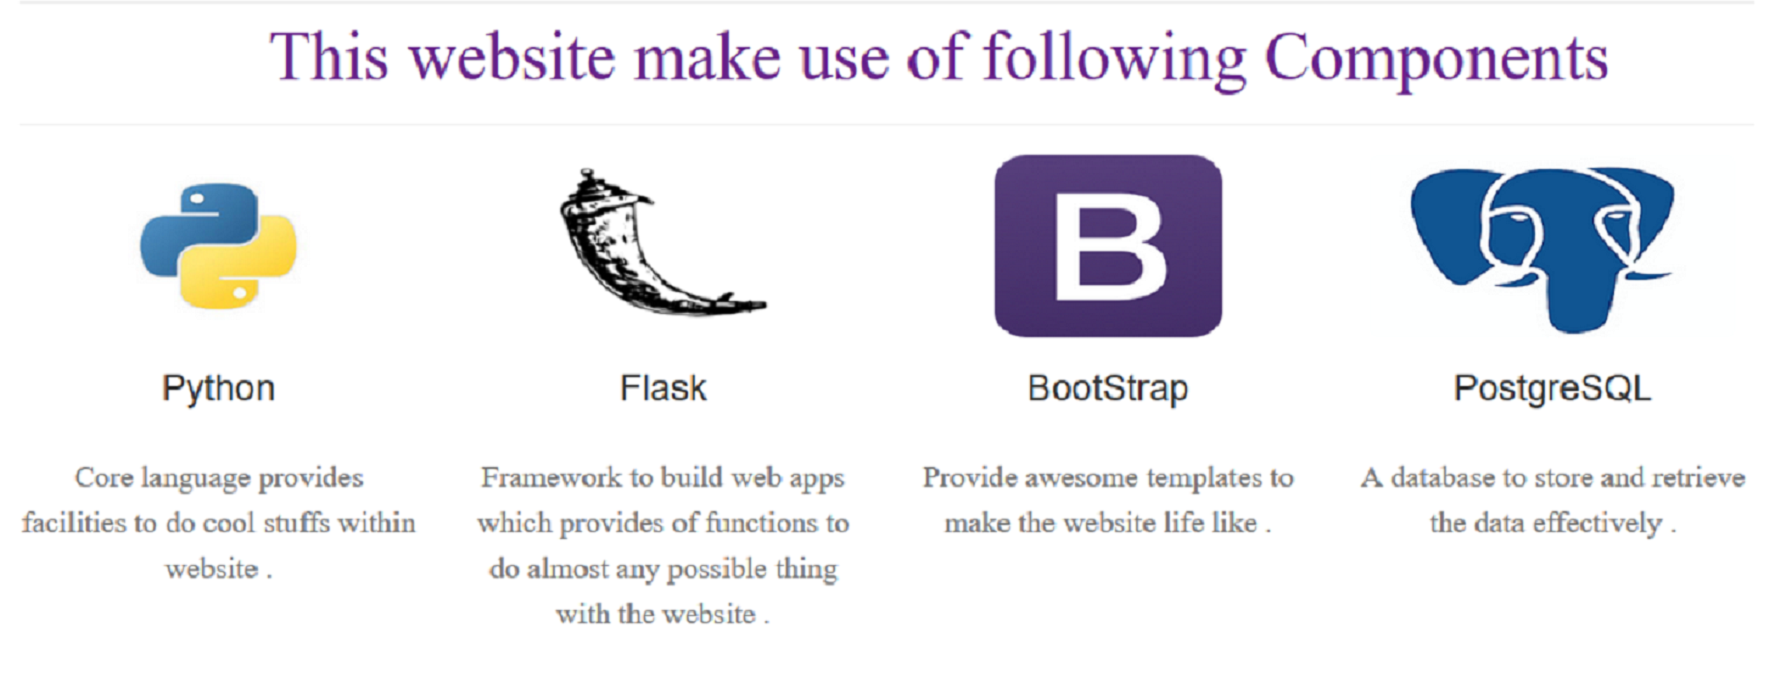 This website make use of following Components
B
Python
Flask
BootStrap
PostgreSQL
Core language provides
facilities to do cool stuffs within
website .
Framework to build web apps
which provides of functions to
do almost any possible thing
with the website .
Provide awesome templates to
make the website life like .
A database to store and retrieve
the data effectively .